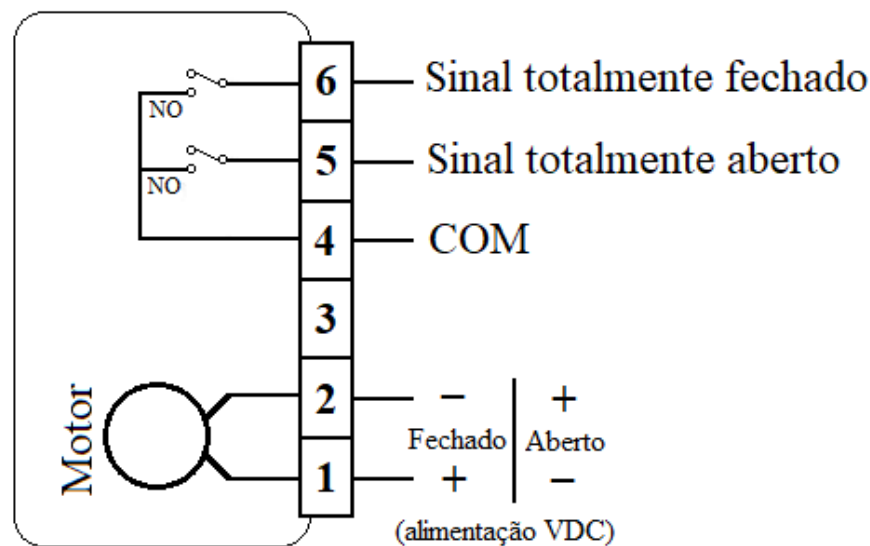 6 Sinal totalmente fechado
NO
5 Sinal totalmente aberto
NO
4 COM
3
Motor
2 − +
Fechado Aberto
1 + −
(alimentação VDC)